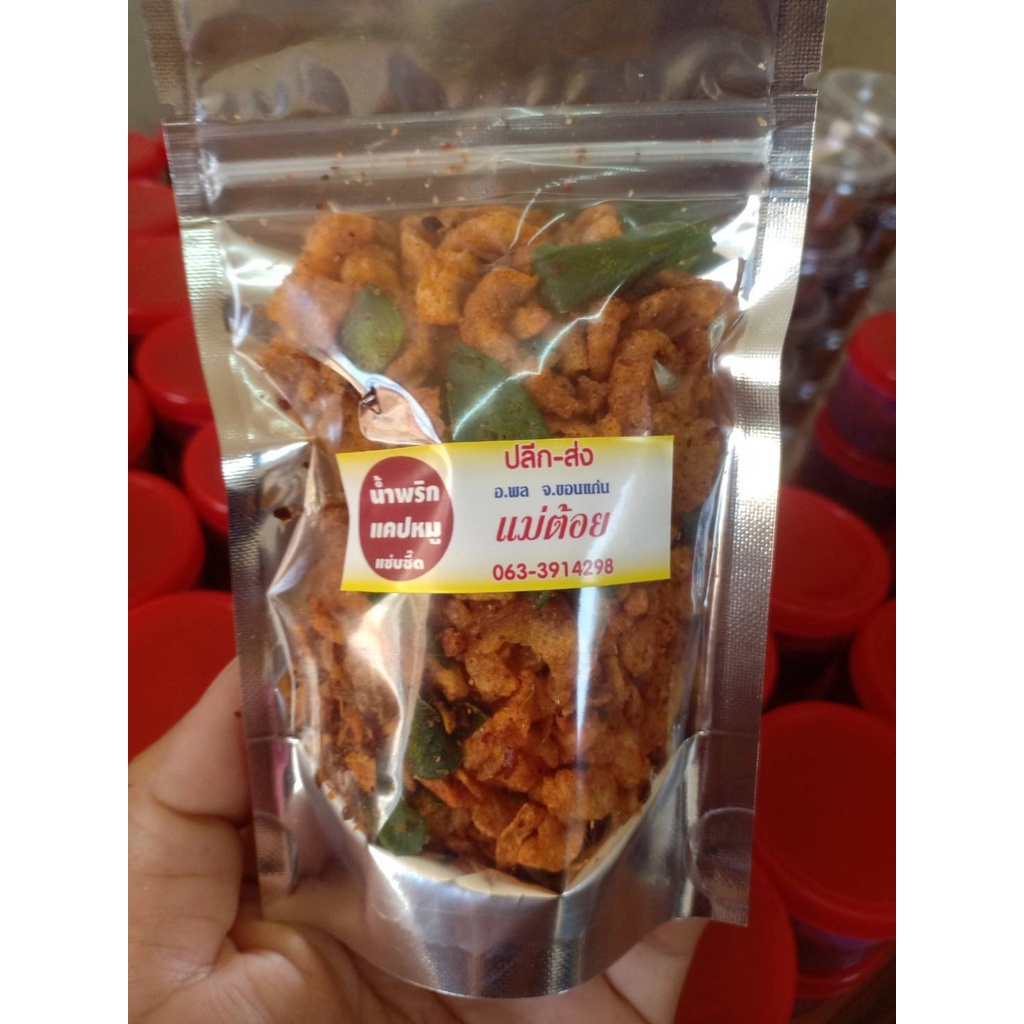 น้ำพริก
แคปหมู
แซ่บซี๊ด
ปลีก-ส่ง
อ.พล จ.ขอนแก่น
แม่ต้อย
063-3914298